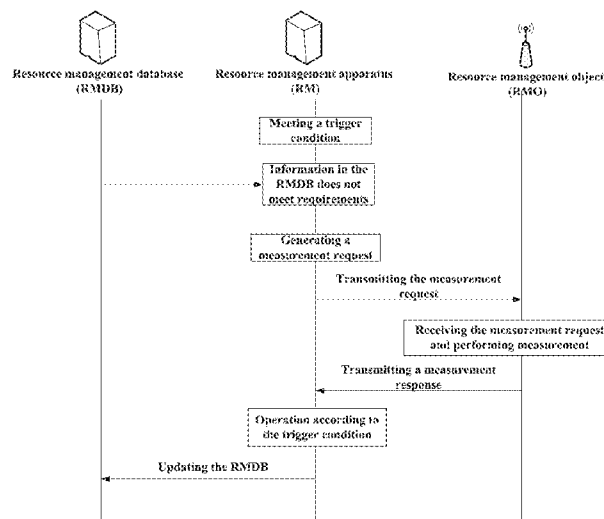 Resource management database
(RMDB)
Resource management apparatus
(RM)
Resource management object
(RMO)
Meeting a trigger
condition
Information in the
RMDB does not
meet requirements
Generating a
measurement request
Transmitting the measurement
request
Receiving the measurement request
and performing measurement
Transmitting a measurement
response
Operation according to
the trigger condition
Updating the RMDB